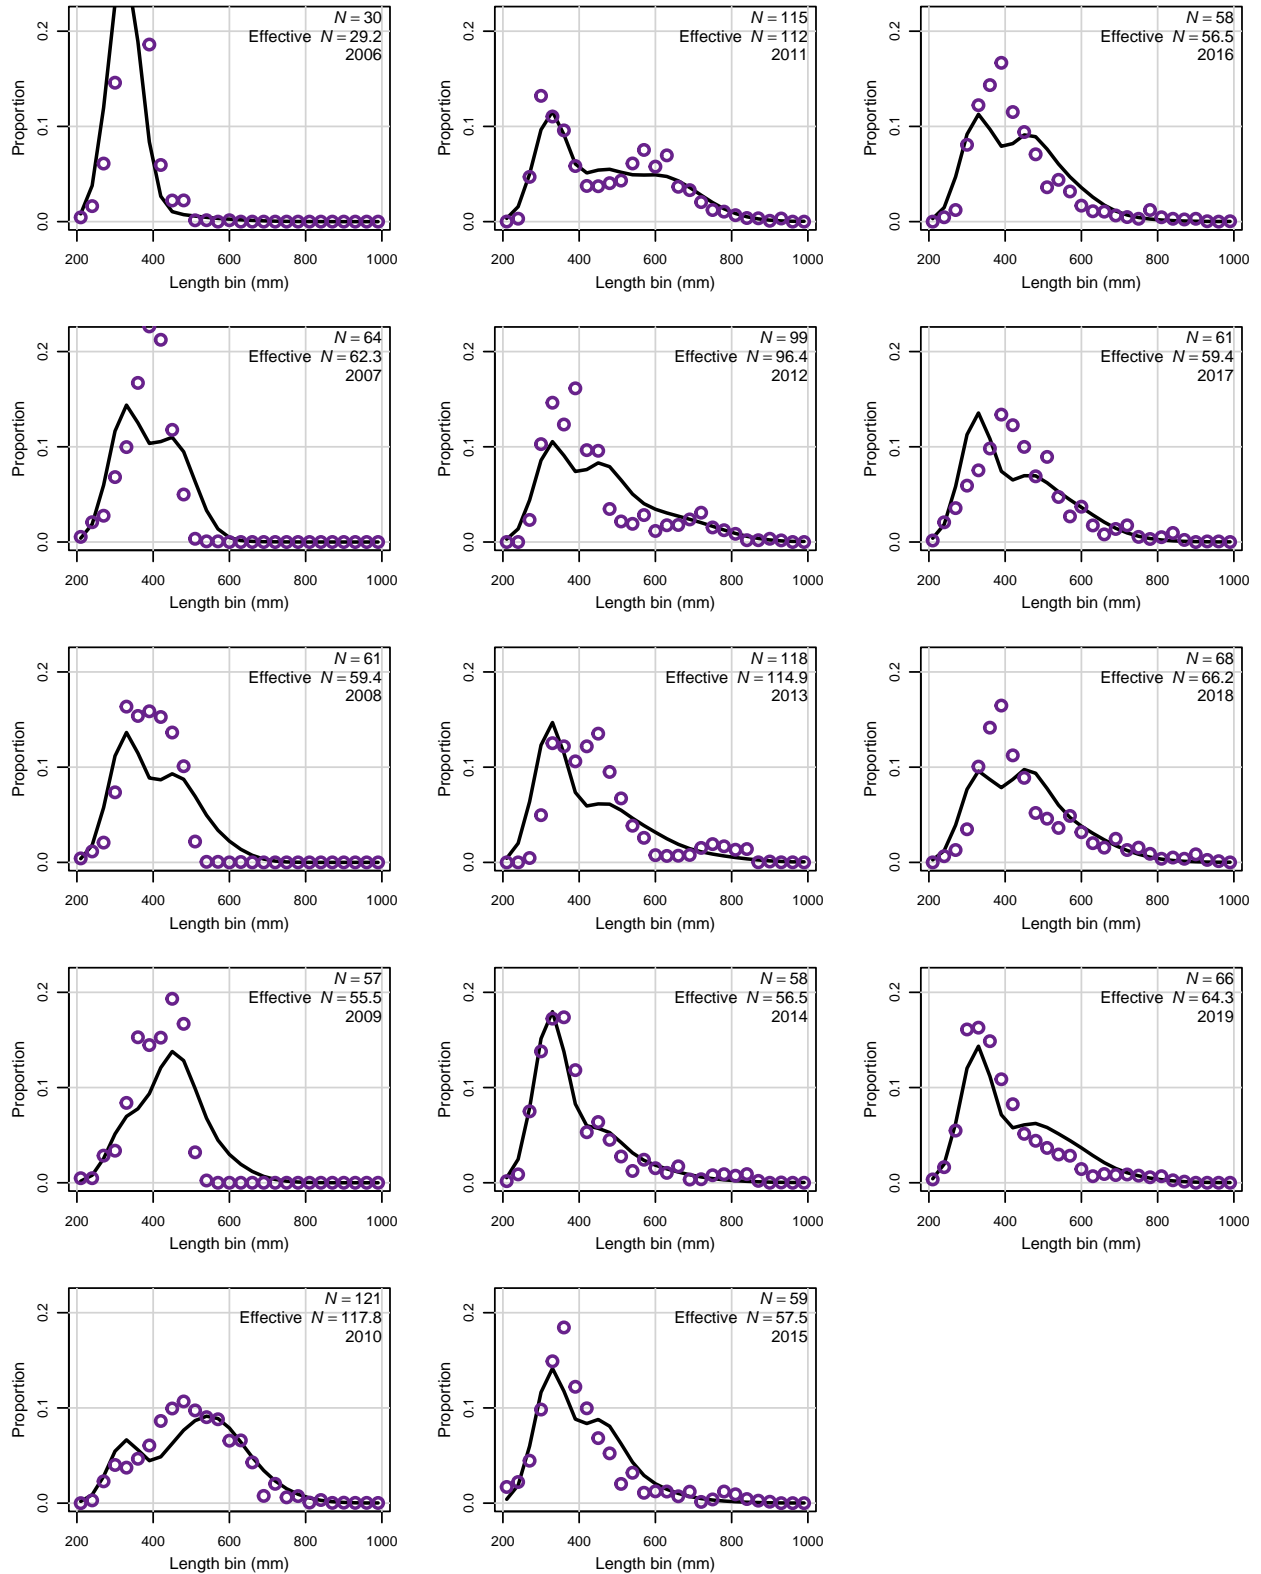 N = 30
Effective N = 29.2
2006
Proportion
0.0 0.1 0.2
200 400 600 800 1000
Length bin (mm)
N = 115
Effective N = 112
2011
Proportion
0.0 0.1 0.2
200 400 600 800 1000
Length bin (mm)
N = 58
Effective N = 56.5
2016
Proportion
0.0 0.1 0.2
200 400 600 800 1000
Length bin (mm)
N = 64
Effective N = 62.3
2007
Proportion
0.0 0.1 0.2
200 400 600 800 1000
Length bin (mm)
N = 99
Effective N = 96.4
2012
Proportion
0.0 0.1 0.2
200 400 600 800 1000
Length bin (mm)
N = 61
Effective N = 59.4
2017
Proportion
0.0 0.1 0.2
200 400 600 800 1000
Length bin (mm)
N = 61
Effective N = 59.4
2008
Proportion
0.0 0.1 0.2
200 400 600 800 1000
Length bin (mm)
N = 118
Effective N = 114.9
2013
Proportion
0.0 0.1 0.2
200 400 600 800 1000
Length bin (mm)
N = 68
Effective N = 66.2
2018
Proportion
0.0 0.1 0.2
200 400 600 800 1000
Length bin (mm)
N = 57
Effective N = 55.5
2009
Proportion
0.0 0.1 0.2
200 400 600 800 1000
Length bin (mm)
N = 58
Effective N = 56.5
2014
Proportion
0.0 0.1 0.2
200 400 600 800 1000
Length bin (mm)
N = 66
Effective N = 64.3
2019
Proportion
0.0 0.1 0.2
200 400 600 800 1000
Length bin (mm)
N = 121
Effective N = 117.8
2010
Proportion
0.0 0.1 0.2
200 400 600 800 1000
Length bin (mm)
N = 59
Effective N = 57.5
2015
Proportion
0.0 0.1 0.2
200 400 600 800 1000
Length bin (mm)